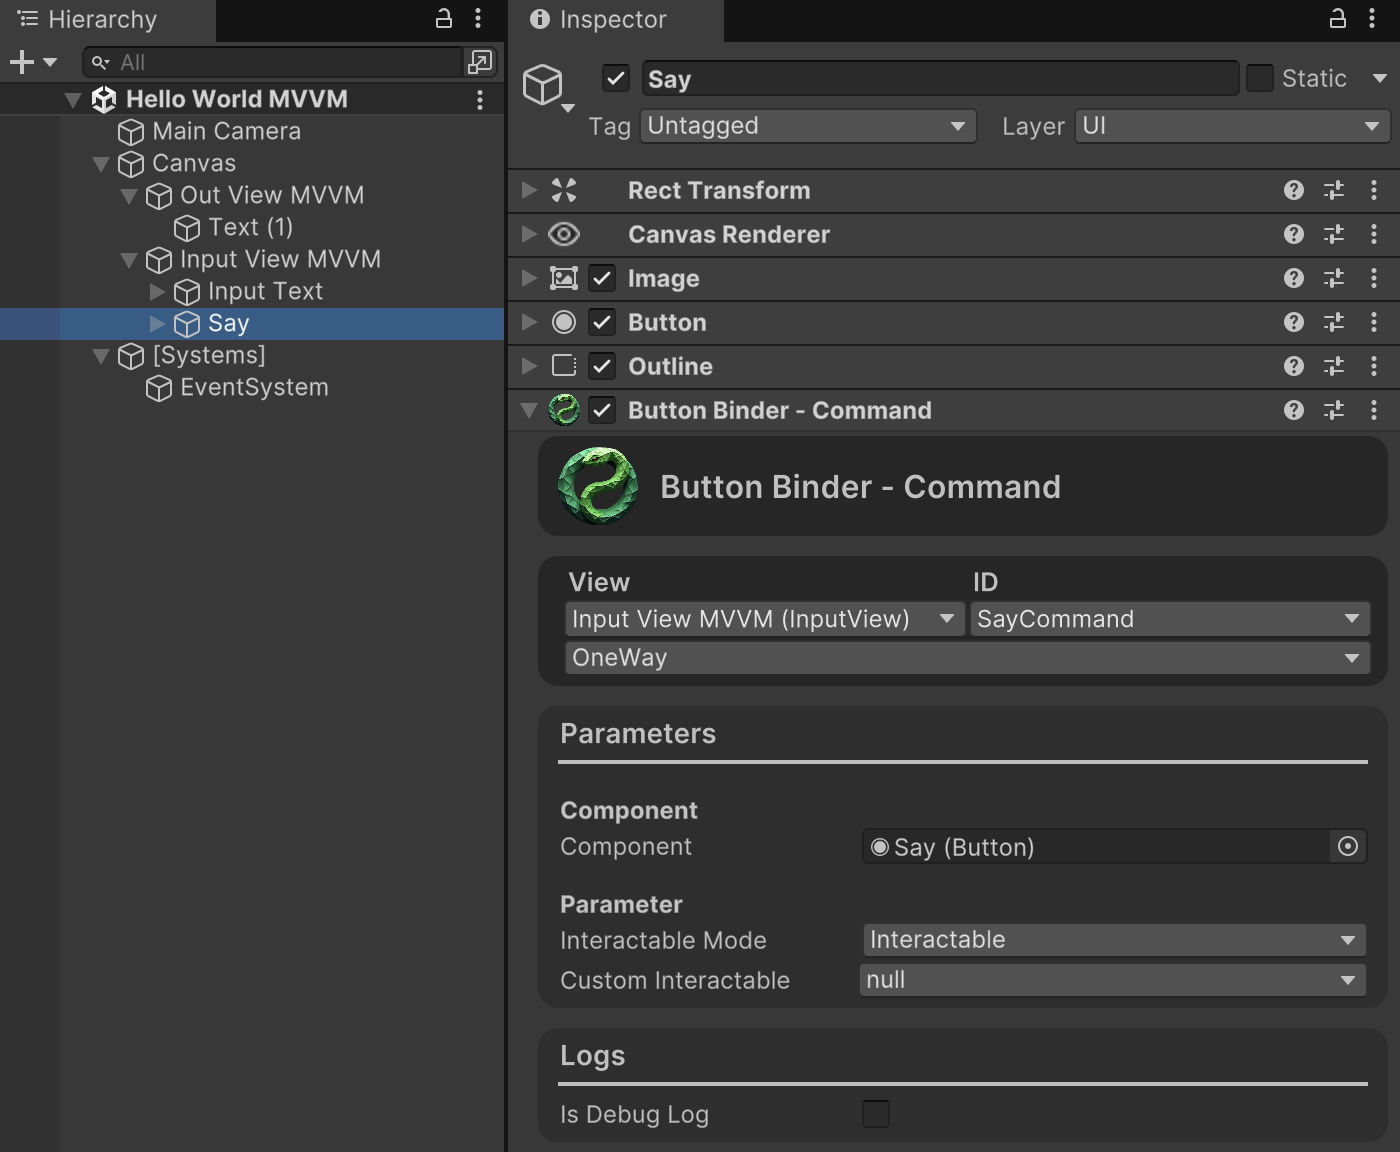 Hierarchy
All
Hello World MVVM
Main Camera
Canvas
Out View MVVM
Text (1)
Input View MVVM
Input Text
Say
[Systems]
EventSystem
Inspector
Say
Static
Tag
Untagged
Layer
UI
Rect Transform
Canvas Renderer
Image
Button
Outline
Button Binder - Command
Button Binder - Command
View
ID
Input View MVVM (InputView)
SayCommand
OneWay
Parameters
Component
Component
Say (Button)
Parameter
Interactable Mode
Interactable
Custom Interactable
null
Logs
Is Debug Log